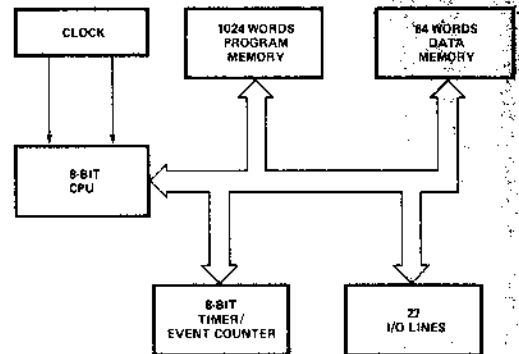 CLOCK
1024 WORDS
PROGRAM
MEMORY
64 WORDS
DATA
MEMORY
8-BIT
CPU
8-BIT
TIMER/
EVENT COUNTER
27
I/O LINES